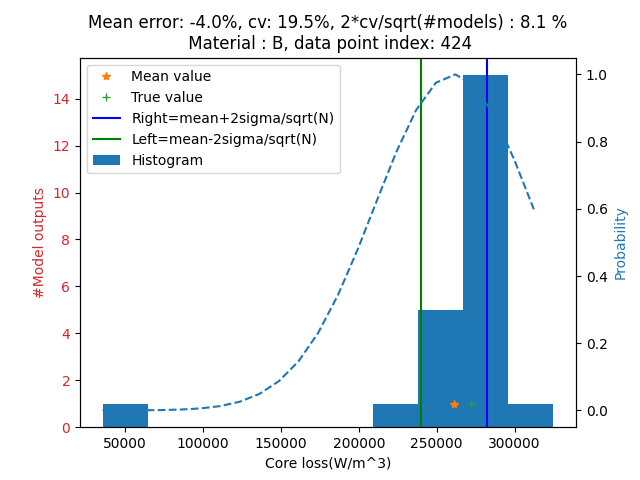 Mean error: -4.0%, cv: 19.5%, 2*cv/sqrt(#models) : 8.1 %
Material : B, data point index: 424
Mean value
True value
Right=mean+2sigma/sqrt(N)
Left=mean-2sigma/sqrt(N)
Histogram
#Model outputs
14
12
10
8
6
4
2
0
1.0
0.8
0.6
0.4
0.2
0.0
Probability
50000 100000 150000 200000 250000 300000
Core loss(W/m^3)